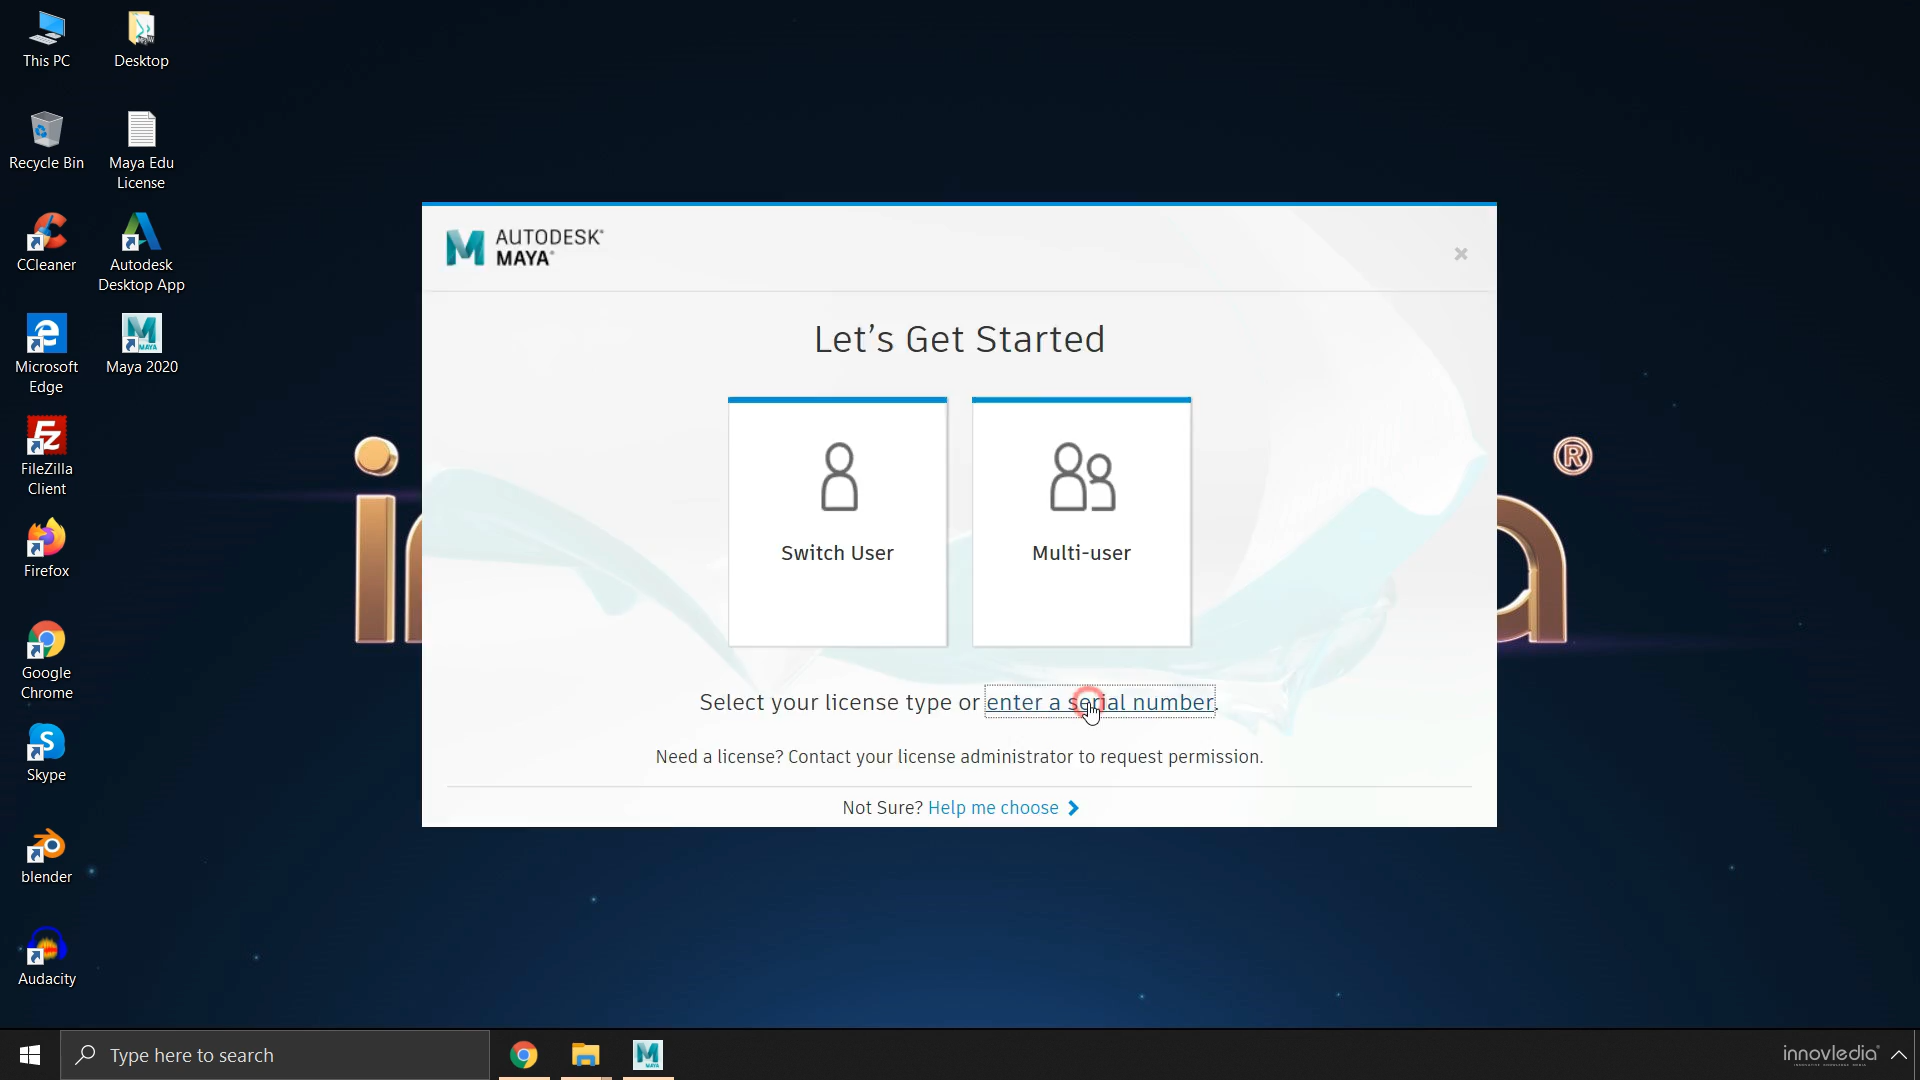 This PC
Desktop
Recycle Bin
Maya Edu
License
CCleaner
Autodesk
Desktop App
Microsoft
Edge
Maya 2020
FileZilla
Client
Firefox
Google
Chrome
Skype
blender
Audacity
AUTODESK®
MAYA®
Let's Get Started
Switch User
Multi-user
Select your license type or enter a serial number.
Need a license? Contact your license administrator to request permission.
Not Sure? Help me choose
®
Type here to search
innovledia®